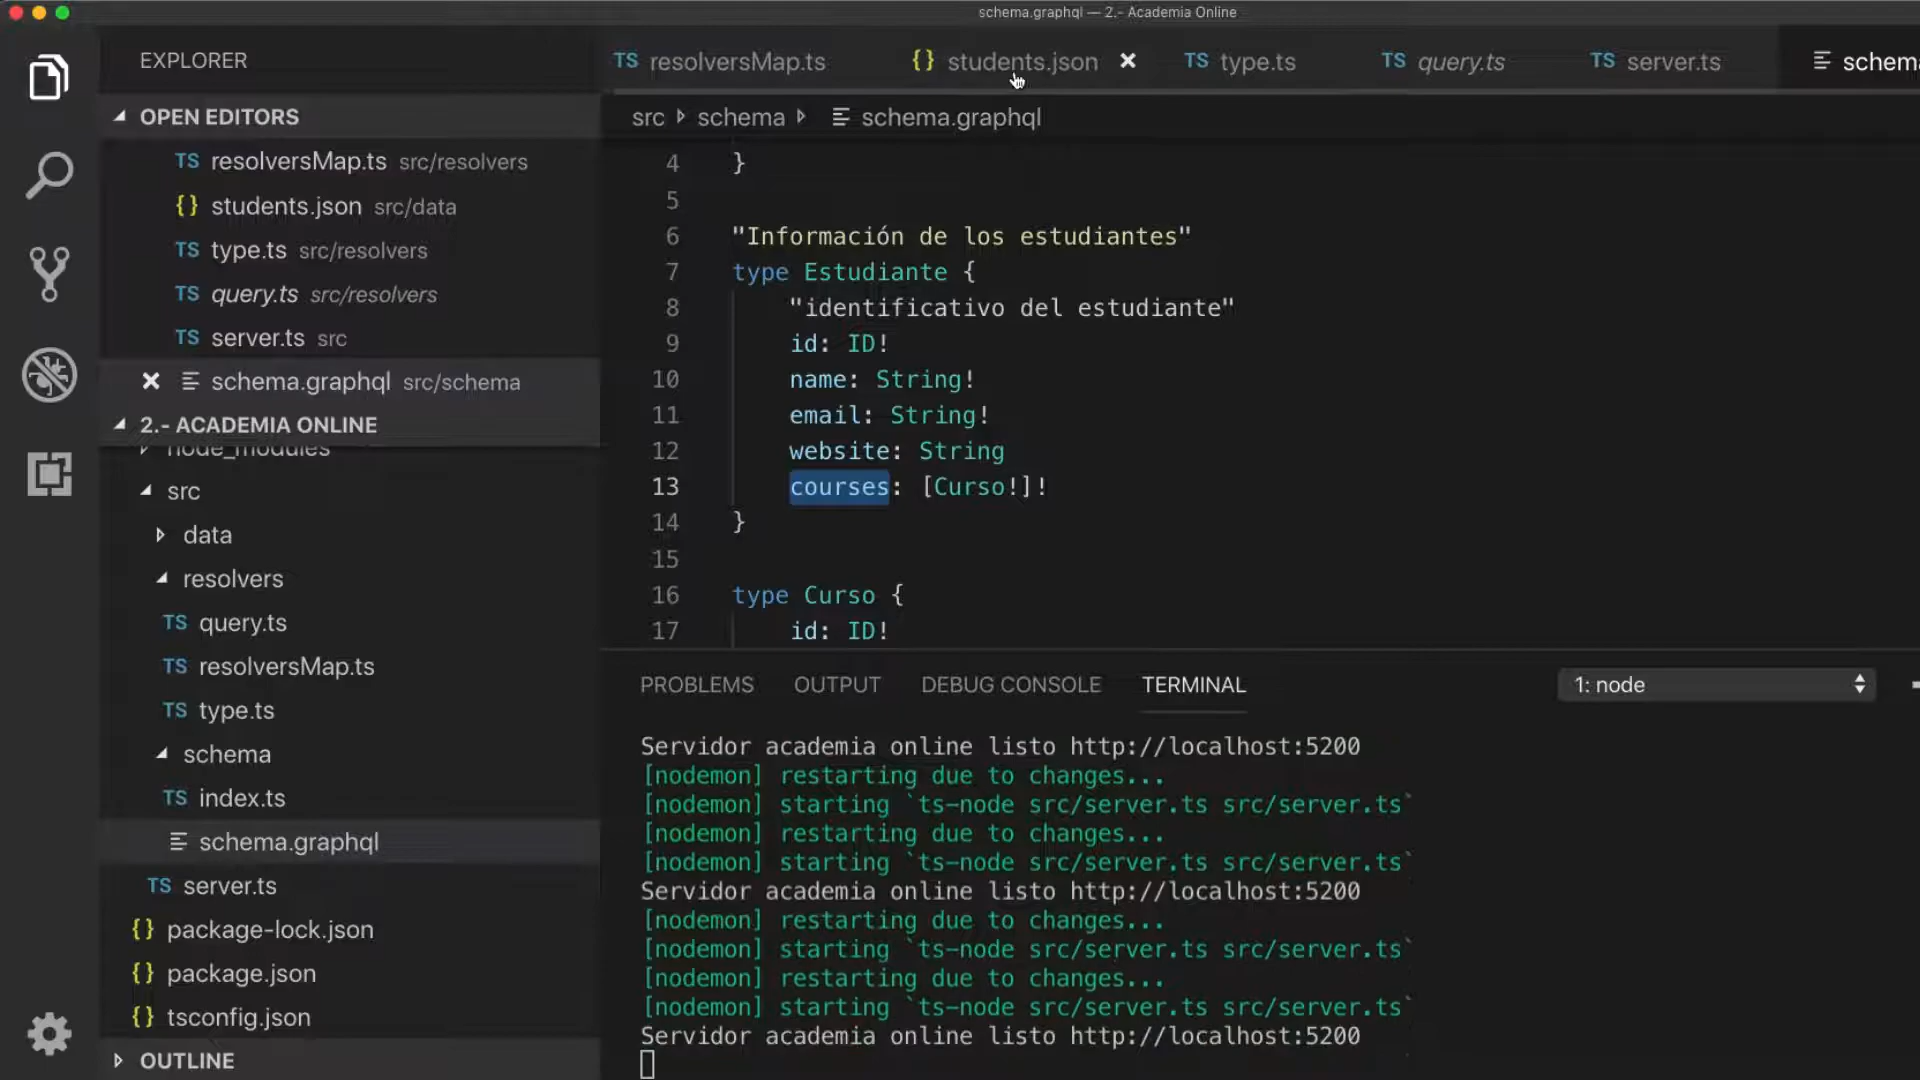 schema.graphql — 2.- Academia Online
EXPLORER
OPEN EDITORS
TS resolversMap.ts src/resolvers
{} students.json src/data
TS type.ts src/resolvers
TS query.ts src/resolvers
TS server.ts src
schema.graphql src/schema
2.- ACADEMIA ONLINE
node_modules
src
data
resolvers
TS query.ts
TS resolversMap.ts
TS type.ts
schema
TS index.ts
schema.graphql
TS server.ts
{} package-lock.json
{} package.json
{} tsconfig.json
OUTLINE
TS resolversMap.ts {} students.json TS type.ts TS query.ts TS server.ts schem
src schema schema.graphql
4 }
5
6 "Información de los estudiantes"
7 type Estudiante {
8 "identificativo del estudiante"
9 id: ID!
10 name: String!
11 email: String!
12 website: String
13 courses: [Curso!]!
14 }
15
16 type Curso {
17 id: ID!
PROBLEMS OUTPUT DEBUG CONSOLE TERMINAL 1: node
Servidor academia online listo http://localhost:5200
[nodemon] restarting due to changes...
[nodemon] starting `ts-node src/server.ts src/server.ts`
[nodemon] restarting due to changes...
[nodemon] starting `ts-node src/server.ts src/server.ts`
Servidor academia online listo http://localhost:5200
[nodemon] restarting due to changes...
[nodemon] starting `ts-node src/server.ts src/server.ts`
[nodemon] restarting due to changes...
[nodemon] starting `ts-node src/server.ts src/server.ts`
Servidor academia online listo http://localhost:5200